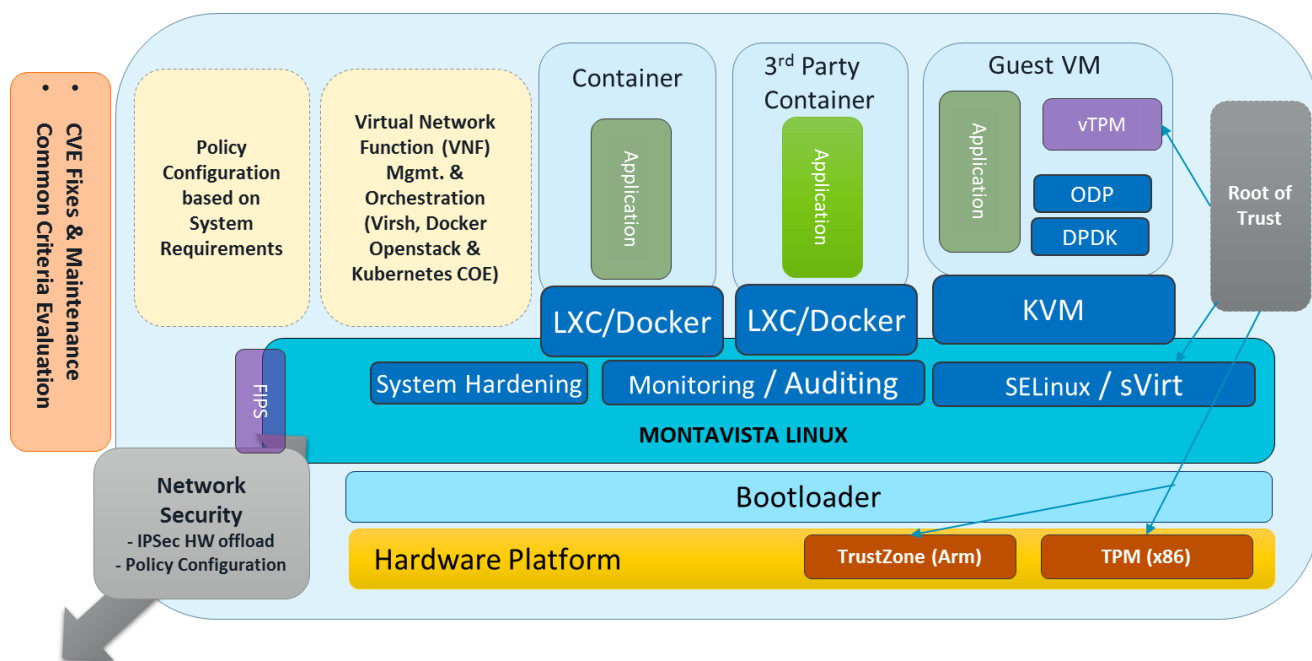 • CVE Fixes & Maintenance
• Common Criteria Evaluation
Policy
Configuration
based on
System
Requirements
Virtual Network
Function (VNF)
Mgmt. &
Orchestration
(Virsh, Docker
Openstack &
Kubernetes COE)
Container
Application
LXC/Docker
3rd Party
Container
Application
LXC/Docker
Guest VM
Application
vTPM
ODP
DPDK
KVM
Root of
Trust
FIPS
System Hardening
Monitoring / Auditing
SELinux / sVirt
MONTAVISTA LINUX
Network
Security
- IPSec HW offload
- Policy Configuration
Bootloader
Hardware Platform
TrustZone (Arm)
TPM (x86)